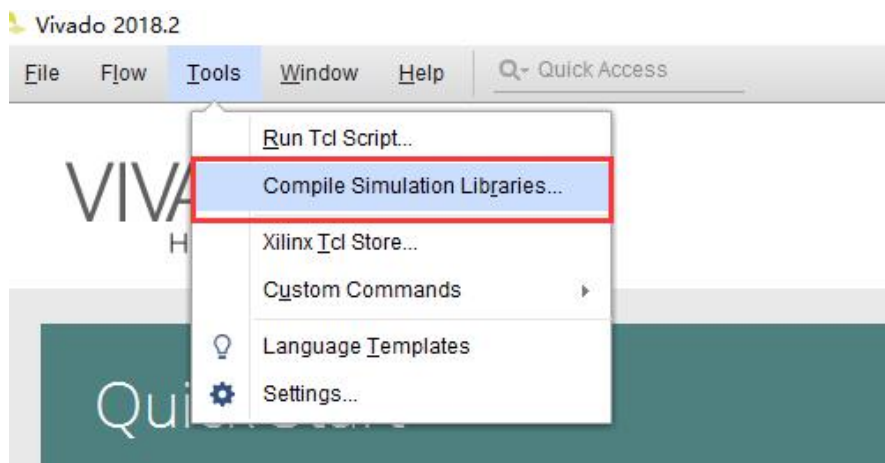 Vivado 2018.2
File Flow Tools Window Help Q- Quick Access
Run Tcl Script...
Compile Simulation Libraries...
Xilinx Tcl Store...
Custom Commands
Language Templates
Settings...